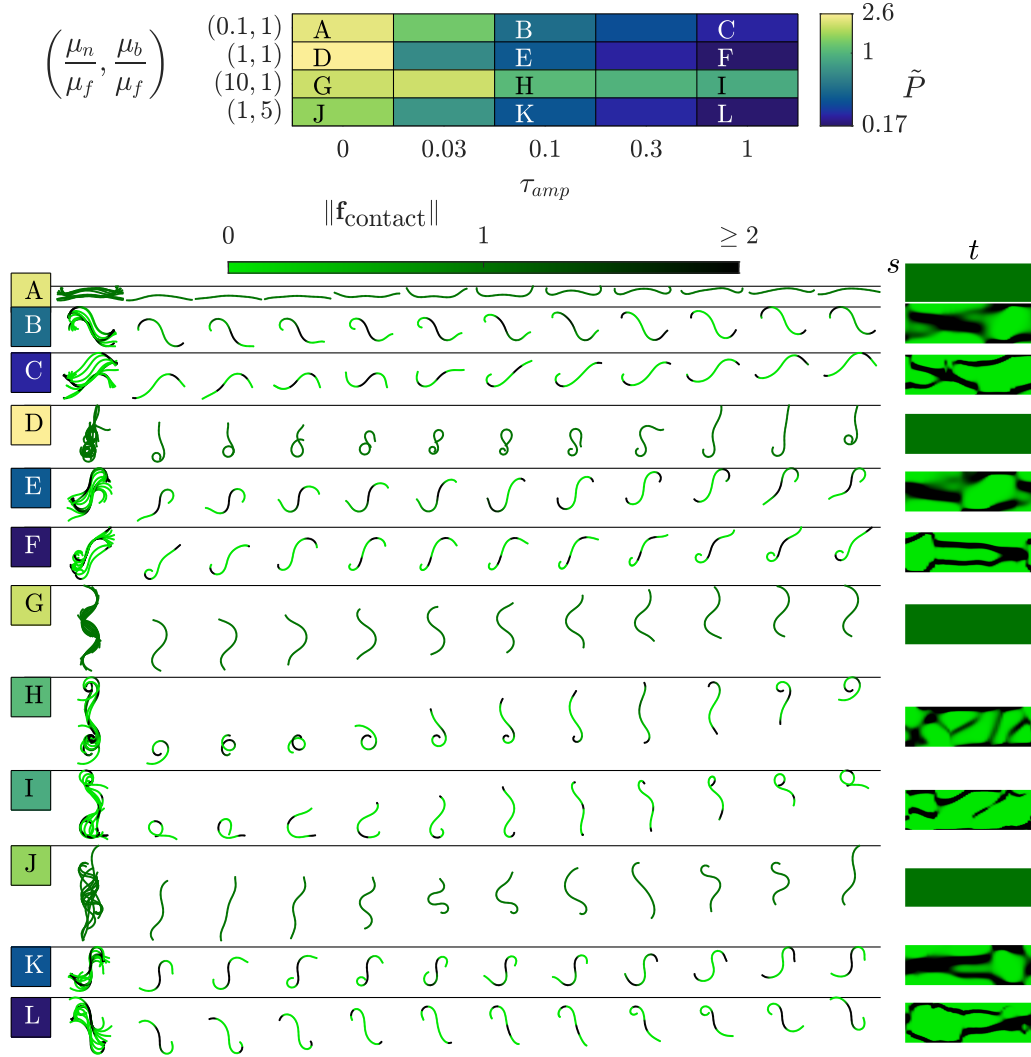 (μn/μf, μb/μf)
(0.1, 1) A B C 2.6
(1, 1) D E F 1
(10, 1) G H I P̃
(1, 5) J K L 0.17
0 0.03 0.1 0.3 1
τamp
‖fcontact‖
0 1 ≥ 2
s t
A
B
C
D
E
F
G
H
I
J
K
L